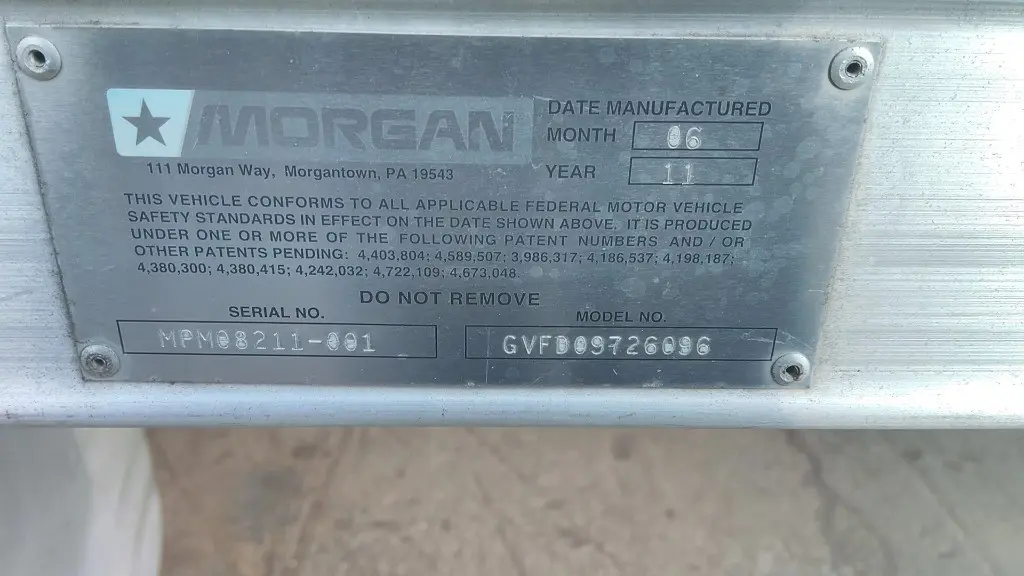 MORGAN
111 Morgan Way, Morgantown, PA 19543
DATE MANUFACTURED
MONTH 06
YEAR 11
THIS VEHICLE CONFORMS TO ALL APPLICABLE FEDERAL MOTOR VEHICLE
SAFETY STANDARDS IN EFFECT ON THE DATE SHOWN ABOVE. IT IS PRODUCED
UNDER ONE OR MORE OF THE FOLLOWING PATENT NUMBERS AND / OR
OTHER PATENTS PENDING: 4,403,804; 4,589,507; 3,986,317; 4,186,537; 4,198,187;
4,380,300; 4,380,415; 4,242,032; 4,722,109; 4,673,048.
DO NOT REMOVE
SERIAL NO.
MPM08211-001
MODEL NO.
GVFD09726096